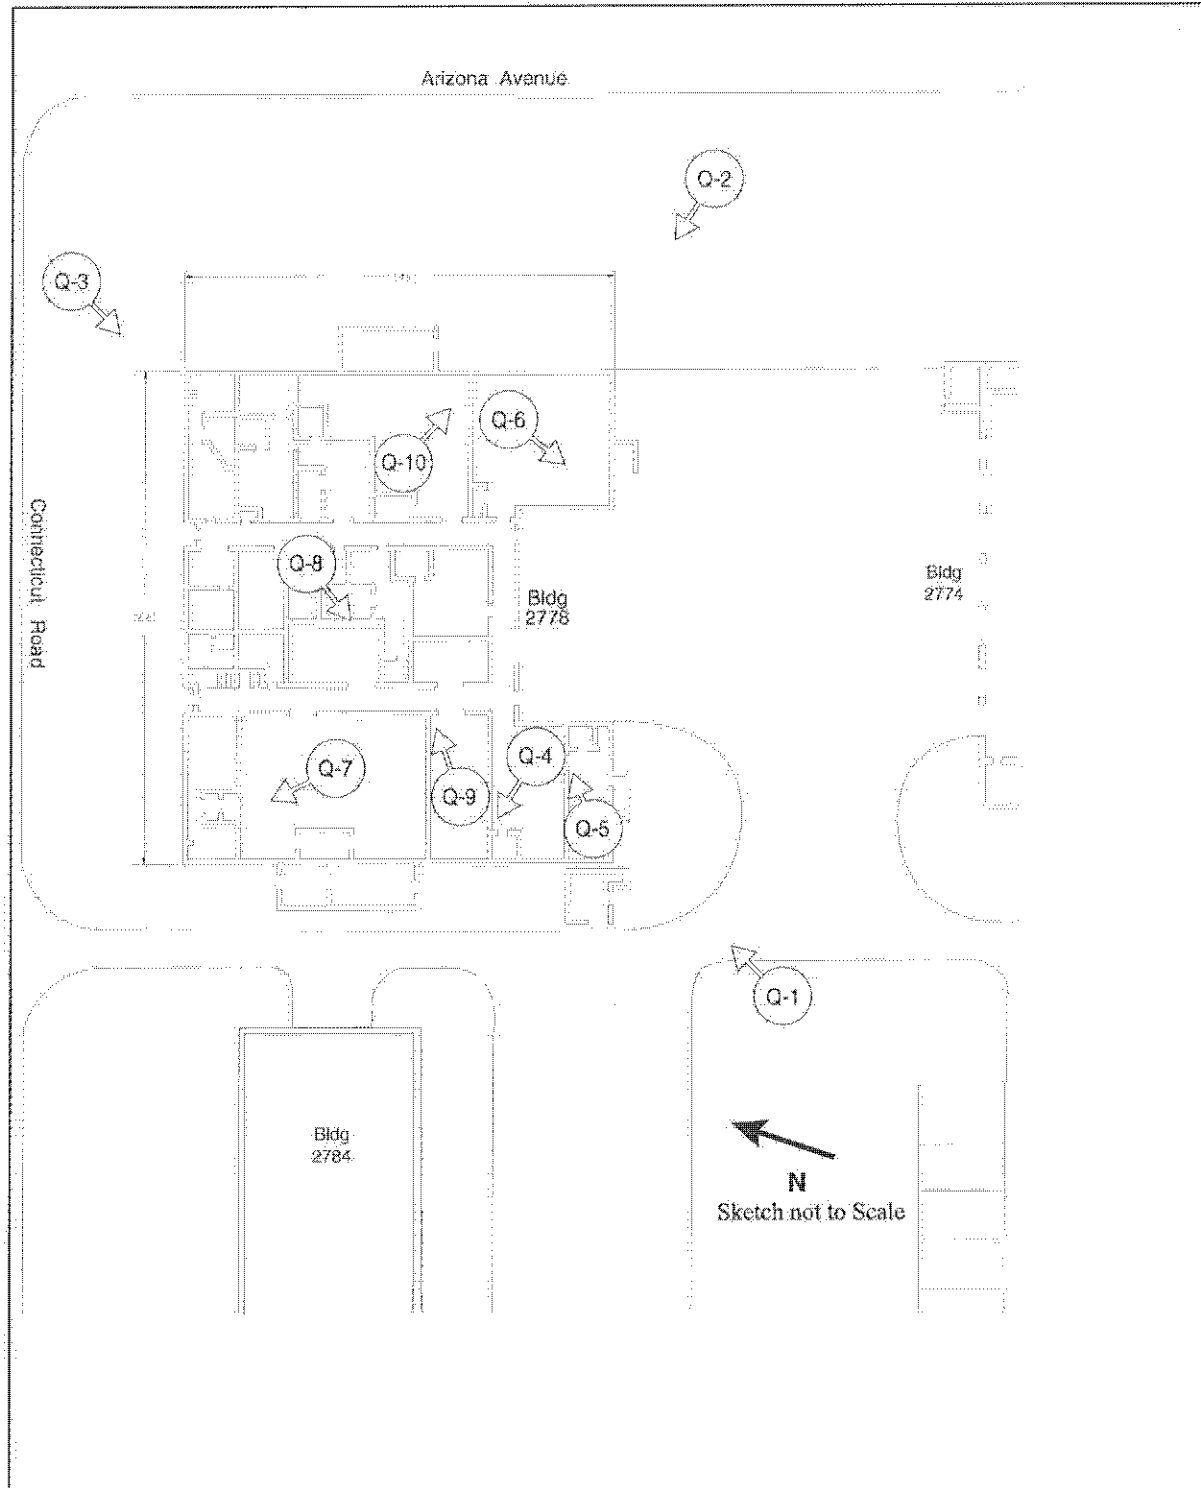 Arizona Avenue
Q-2
Q-3
Q-6
Q-10
Connecticut Road
Q-8
Bldg
2778
Bldg
2774
Q-4
Q-7
Q-9
Q-5
Q-1
Bldg
2784
N
Sketch not to Scale